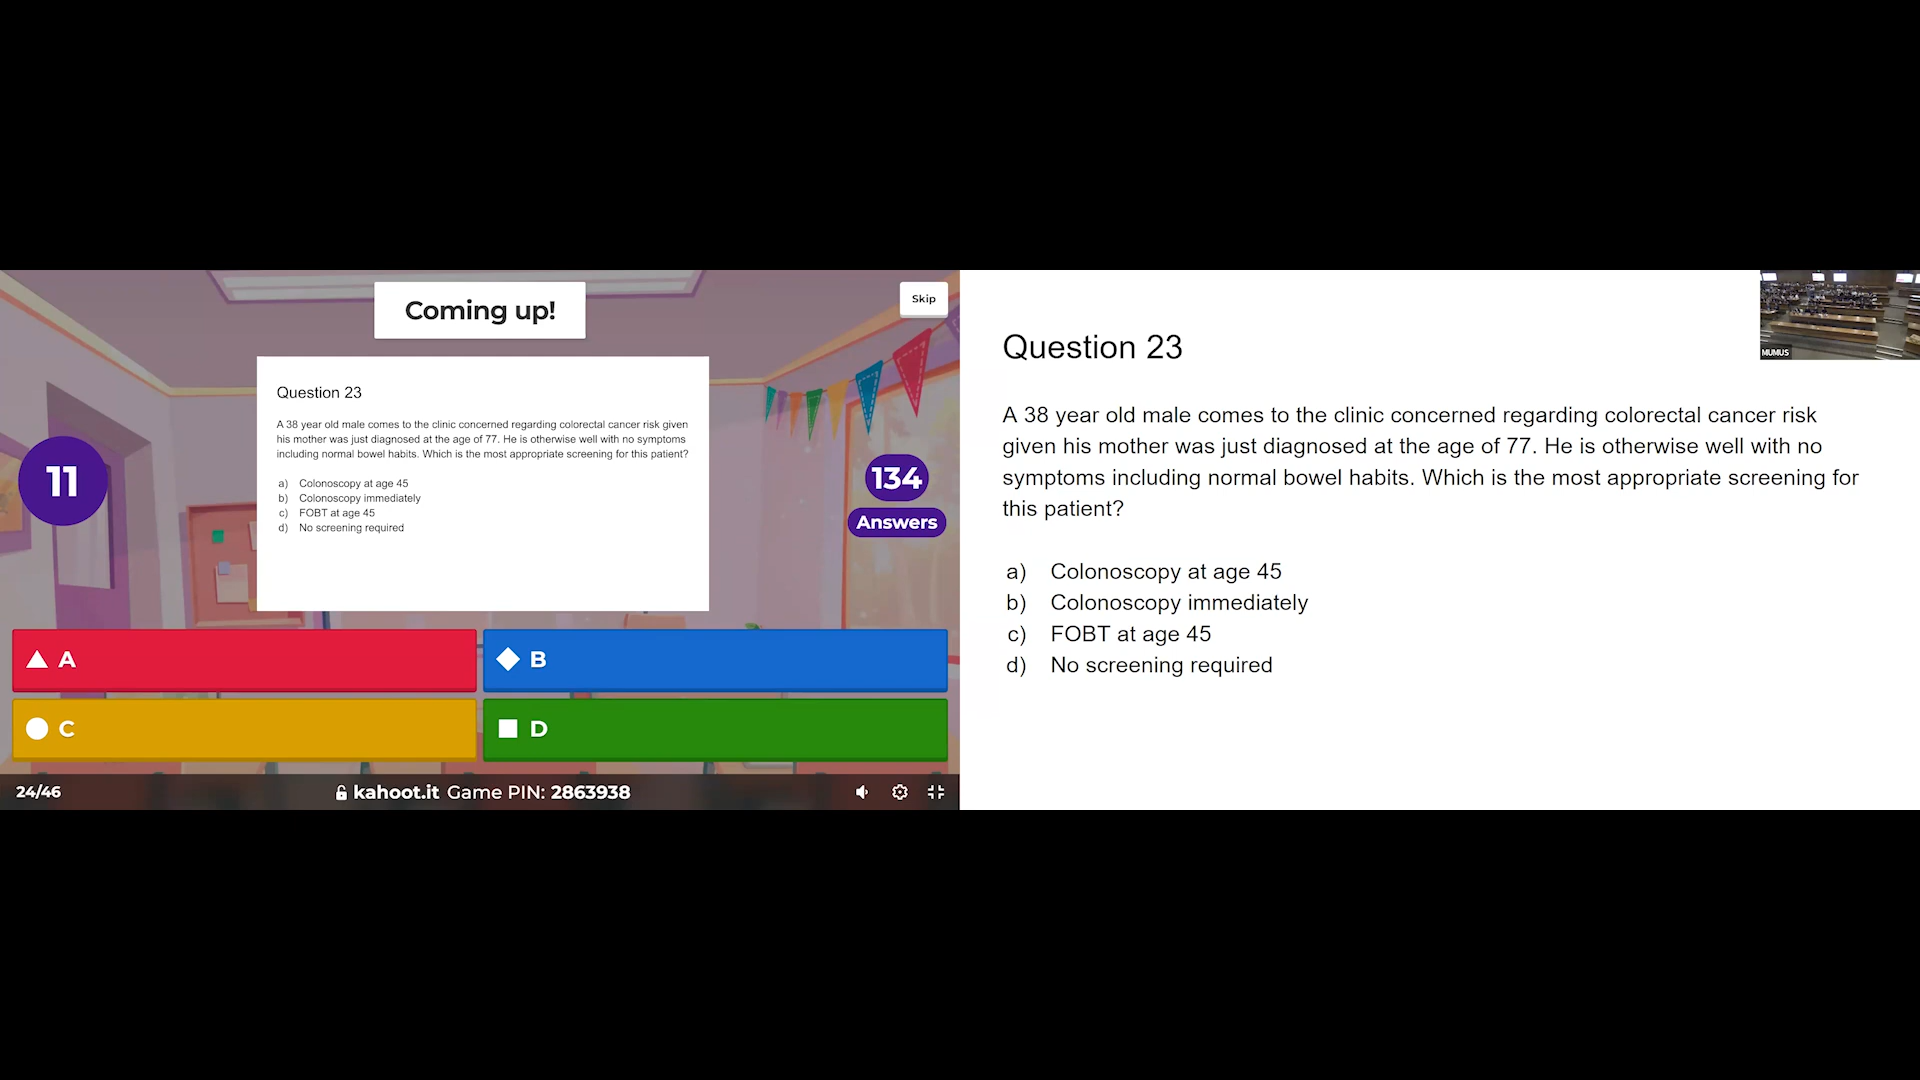 Coming up!
Skip
Question 23
A 38 year old male comes to the clinic concerned regarding colorectal cancer risk given
his mother was just diagnosed at the age of 77. He is otherwise well with no symptoms
including normal bowel habits. Which is the most appropriate screening for this patient?
a) Colonoscopy at age 45
b) Colonoscopy immediately
c) FOBT at age 45
d) No screening required
11
134
Answers
A
B
C
D
24/46
kahoot.it Game PIN: 2863938
MUMUS
Question 23
A 38 year old male comes to the clinic concerned regarding colorectal cancer risk
given his mother was just diagnosed at the age of 77. He is otherwise well with no
symptoms including normal bowel habits. Which is the most appropriate screening for
this patient?
a) Colonoscopy at age 45
b) Colonoscopy immediately
c) FOBT at age 45
d) No screening required